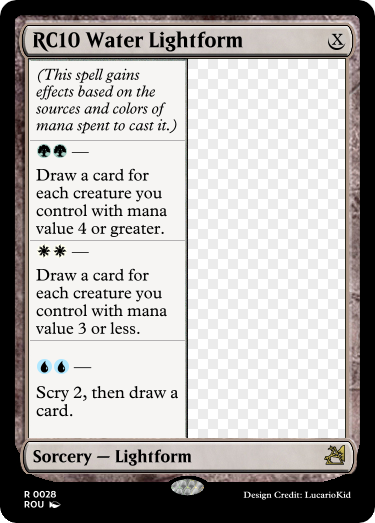 RC10 Water Lightform X
(This spell gains
effects based on the
sources and colors of
mana spent to cast it.)
—
Draw a card for
each creature you
control with mana
value 4 or greater.
—
Draw a card for
each creature you
control with mana
value 3 or less.
—
Scry 2, then draw a
card.
Sorcery — Lightform
R 0028
ROU
Design Credit: LucarioKid